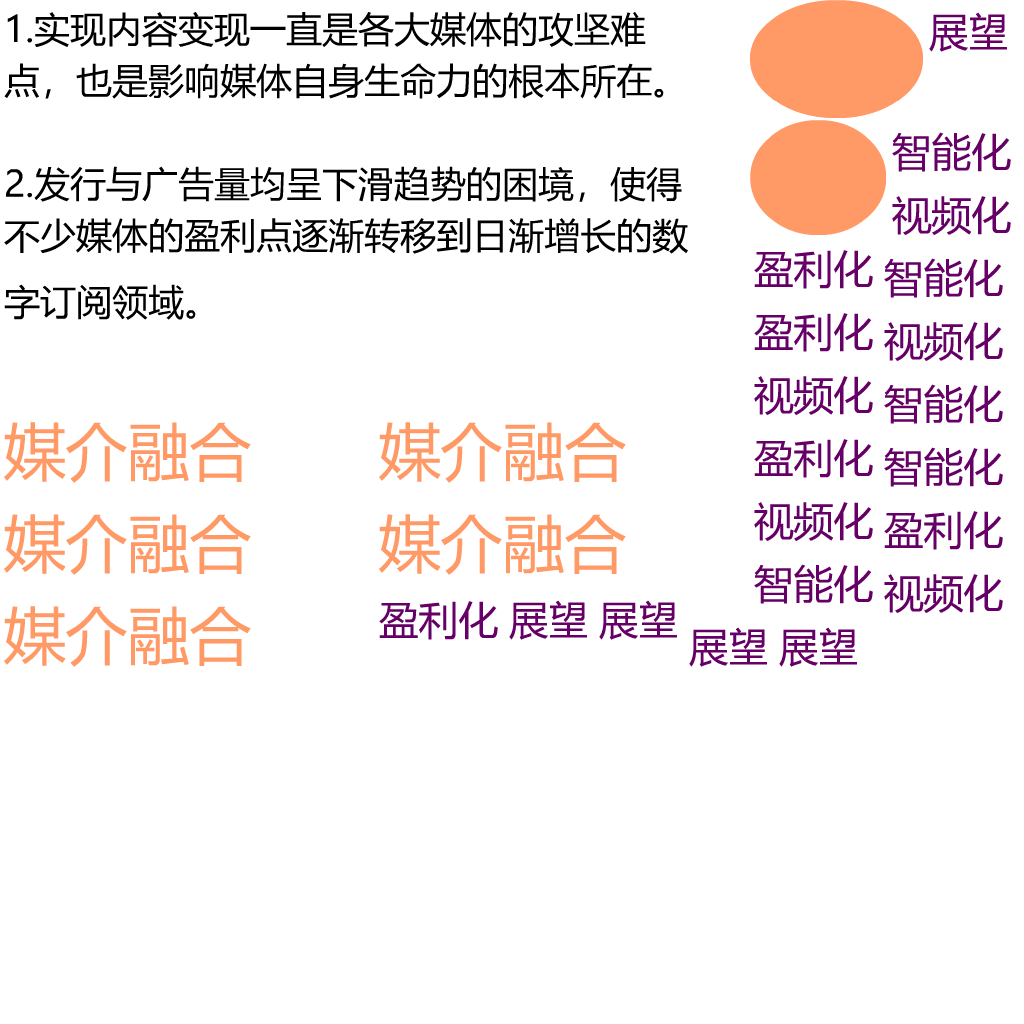 1.实现内容变现一直是各大媒体的攻坚难
点，也是影响媒体自身生命力的根本所在。
2.发行与广告量均呈下滑趋势的困境，使得
不少媒体的盈利点逐渐转移到日渐增长的数
字订阅领域。
展望
智能化
视频化
盈利化 智能化
盈利化 视频化
视频化 智能化
盈利化 智能化
视频化 盈利化
智能化 视频化
媒介融合 媒介融合
媒介融合 媒介融合
媒介融合
盈利化 展望 展望
展望 展望